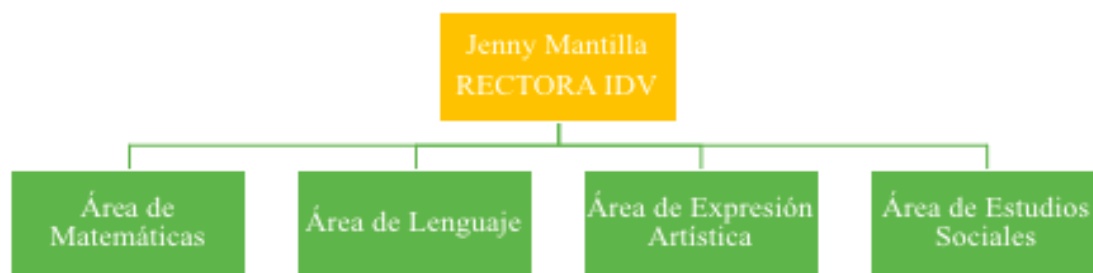 Jenny Mantilla
RECTORA IDV
Área de
Matemáticas
Área de Lenguaje
Área de Expresión
Artística
Área de Estudios
Sociales